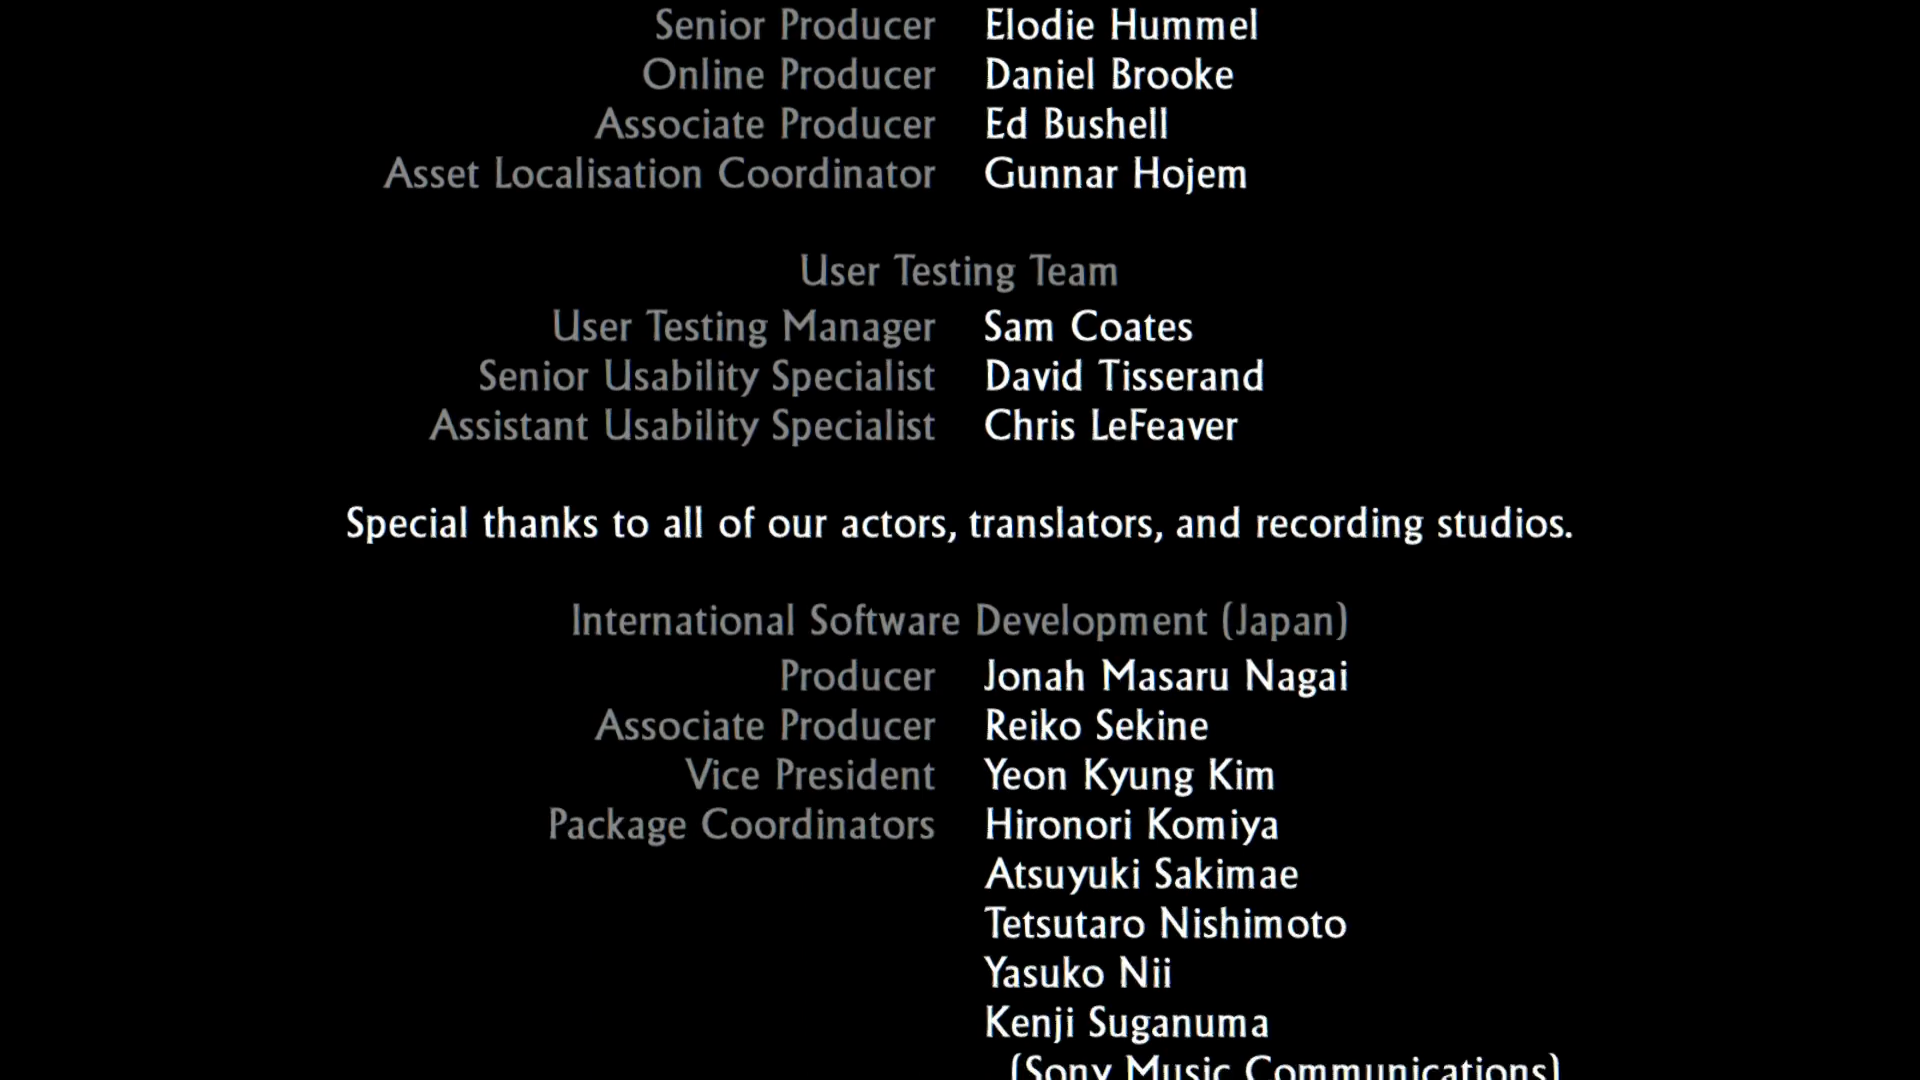 Senior Producer Elodie Hummel
Online Producer Daniel Brooke
Associate Producer Ed Bushell
Asset Localisation Coordinator Gunnar Hojem
User Testing Team
User Testing Manager Sam Coates
Senior Usability Specialist David Tisserand
Assistant Usability Specialist Chris LeFeaver
Special thanks to all of our actors, translators, and recording studios.
International Software Development (Japan)
Producer Jonah Masaru Nagai
Associate Producer Reiko Sekine
Vice President Yeon Kyung Kim
Package Coordinators Hironori Komiya
Atsuyuki Sakimae
Tetsutaro Nishimoto
Yasuko Nii
Kenji Suganuma
(Sony Music Communications)